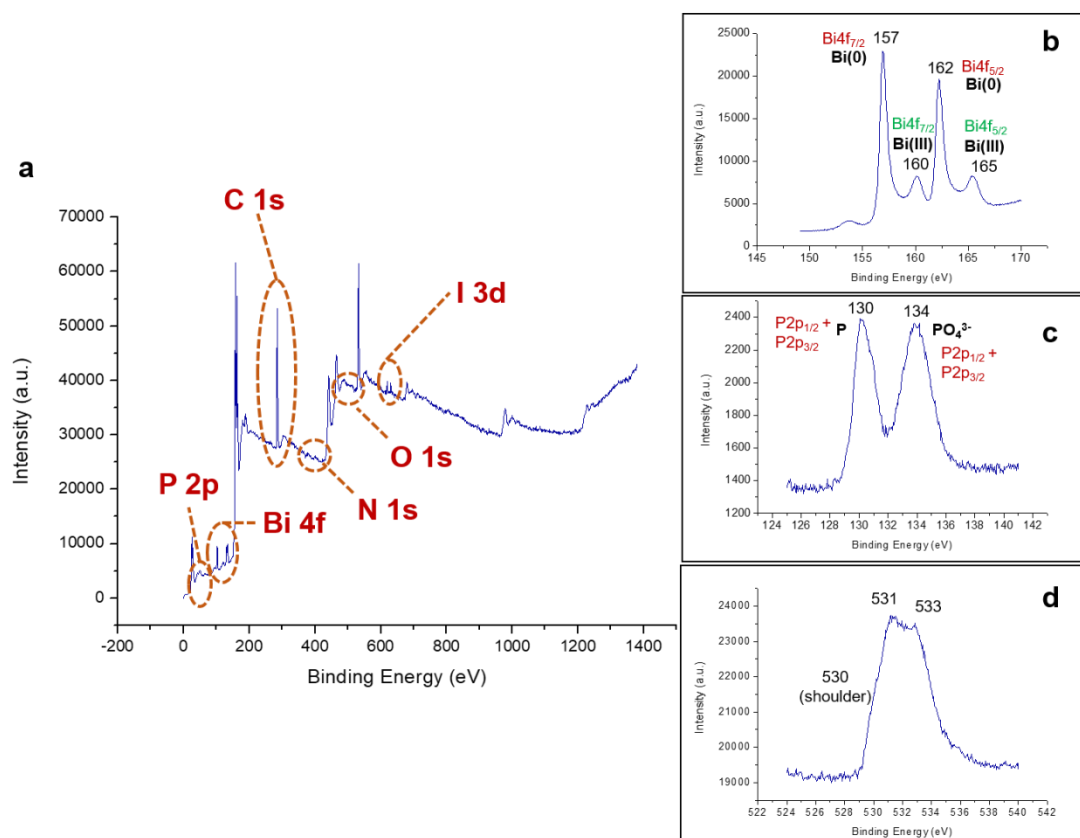 a
C 1s
I 3d
P 2p
Bi 4f
N 1s
O 1s
70000
60000
50000
40000
30000
20000
10000
0
-200 0 200 400 600 800 1000 1200 1400
Intensity (a.u.)
Binding Energy (eV)
b
Bi4f7/2
Bi(0)
157
162
Bi4f5/2
Bi(0)
Bi4f7/2
Bi(III)
160
Bi4f5/2
Bi(III)
165
25000
20000
15000
10000
5000
0
145 150 155 160 165 170
Intensity (a.u.)
Binding Energy (eV)
c
130
134
P2p1/2 +
P2p3/2
P
PO43-
P2p1/2 +
P2p3/2
2400
2200
2000
1800
1600
1400
1200
124 126 128 130 132 134 136 138 140 142
Intensity (a.u.)
Binding Energy (eV)
d
531
533
530
(shoulder)
24000
23000
22000
21000
20000
19000
522 524 526 528 530 532 534 536 538 540 542
Intensity (a.u.)
Binding Energy (eV)